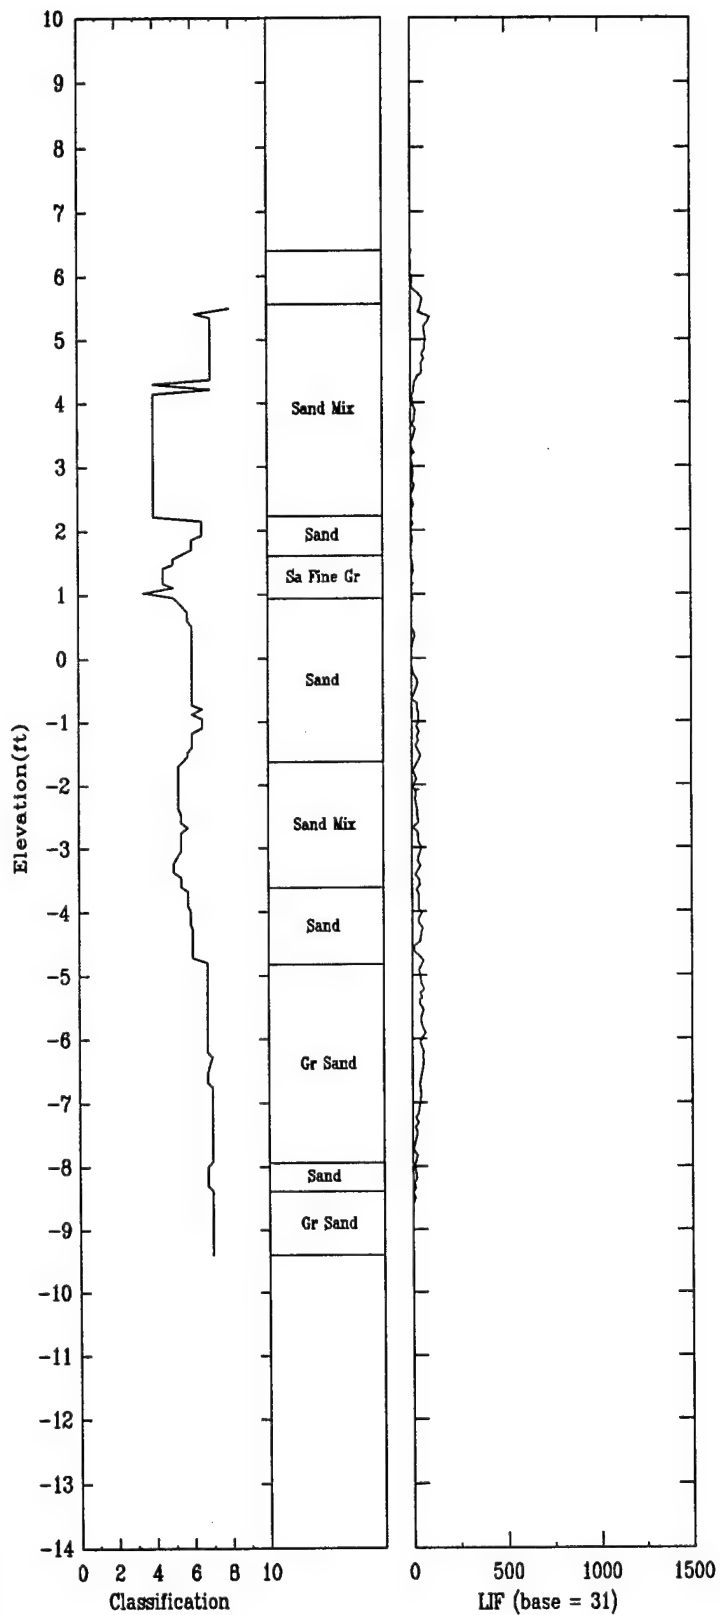 10
9
8
7
6
5
4
3
2
1
0
-1
-2
-3
-4
-5
-6
-7
-8
-9
-10
-11
-12
-13
-14
Elevation(ft)
Sand Mix
Sand
Sa Fine Gr
Sand
Sand Mix
Sand
Gr Sand
Sand
Gr Sand
0 2 4 6 8 10
Classification
0 500 1000 1500
LIF (base = 31)